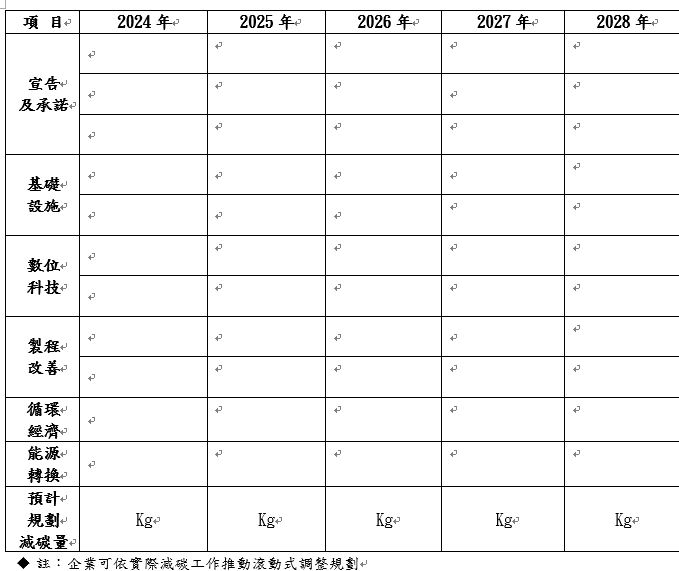 項 目 2024 年 2025 年 2026 年 2027 年 2028 年
宣告
及承諾
基礎
設施
數位
科技
製程
改善
循環
經濟
能源
轉換
預計
規劃
減碳量
Kg Kg Kg Kg Kg
◆ 註：企業可依實際減碳工作推動滾動式調整規劃